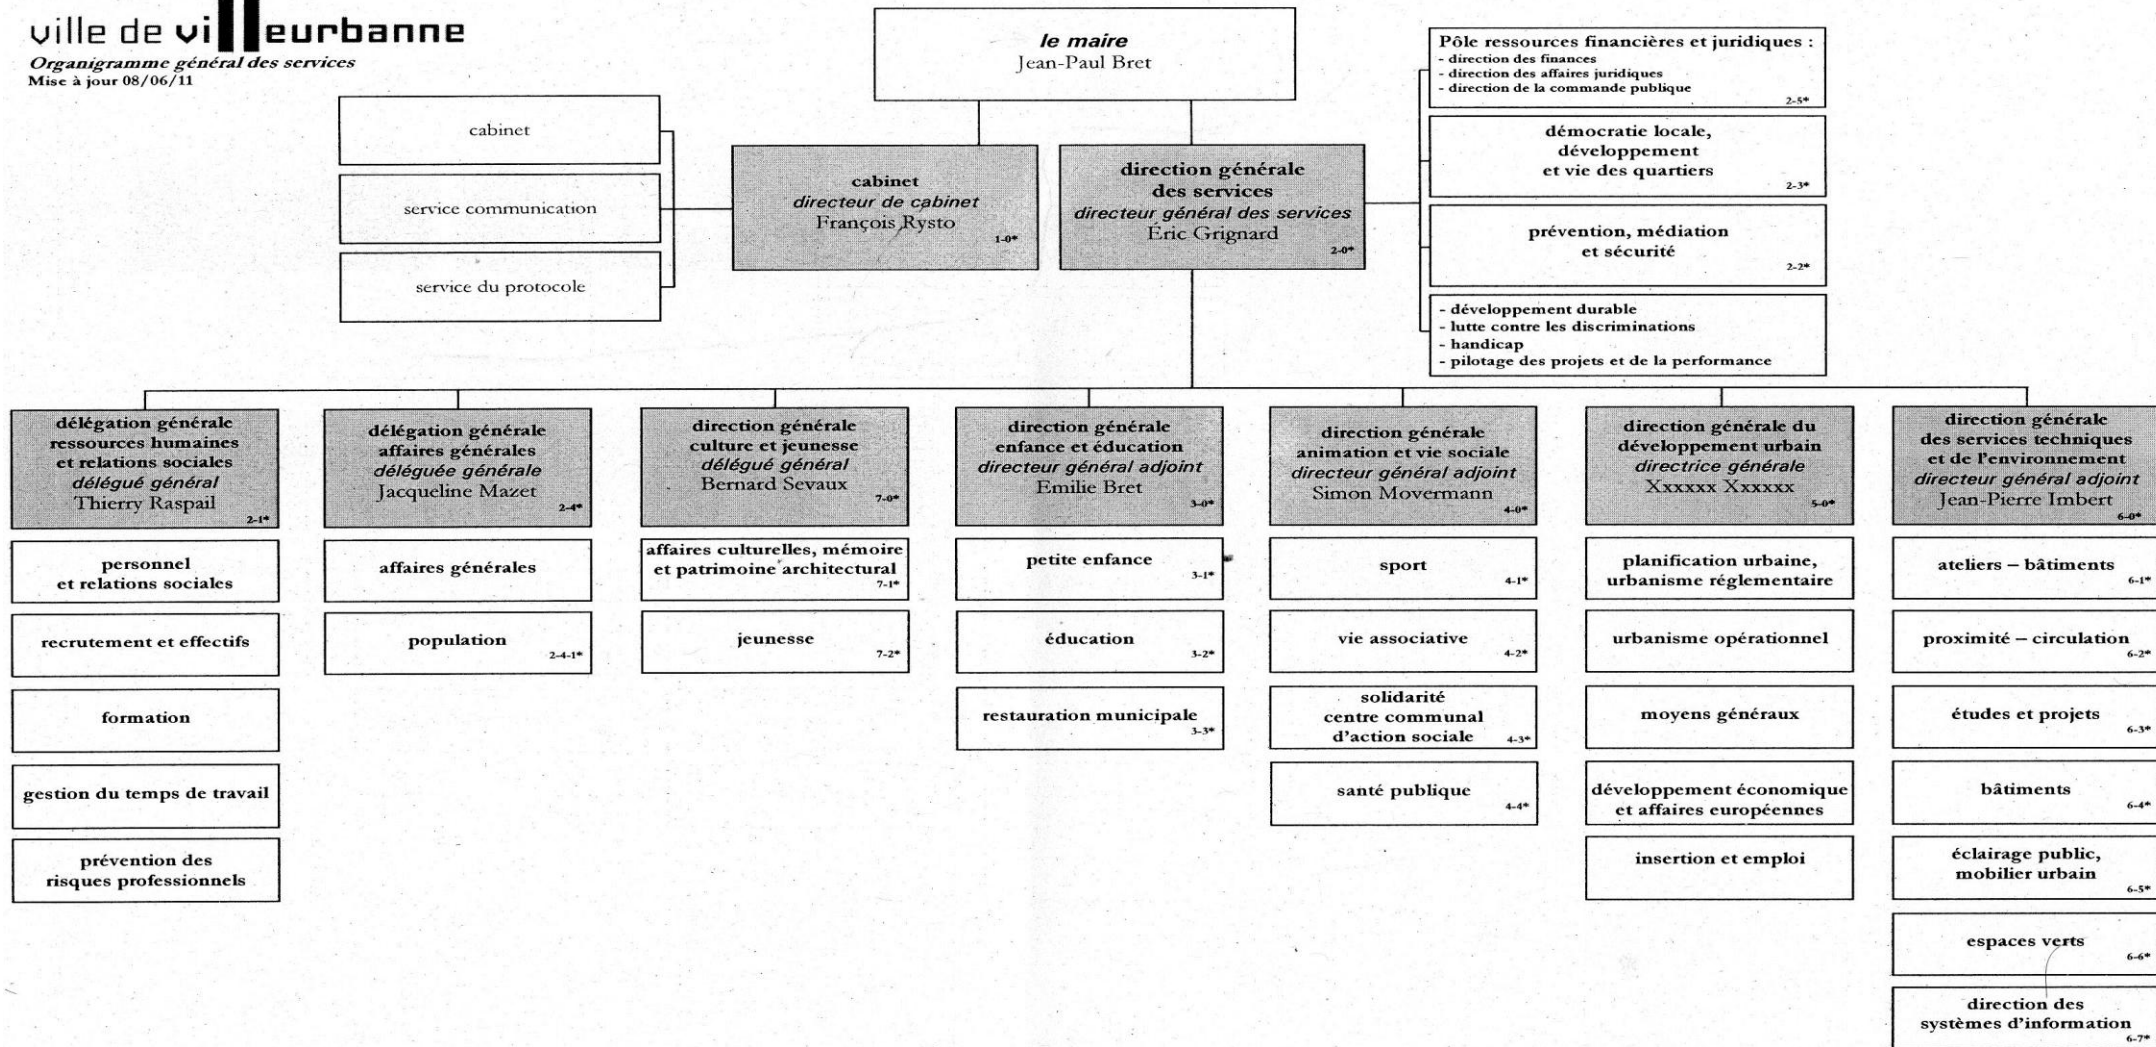 ville de villeurbanne
Organigramme général des services
Mise à jour 08/06/11
le maire
Jean-Paul Bret
cabinet
service communication
service du protocole
cabinet
directeur de cabinet
François Rysto
1-0*
direction générale
des services
directeur général des services
Éric Grignard
2-0*
Pôle ressources financières et juridiques :
- direction des finances
- direction des affaires juridiques
- direction de la commande publique
2-5*
démocratie locale,
développement
et vie des quartiers
2-3*
prévention, médiation
et sécurité
2-2*
- développement durable
- lutte contre les discriminations
- handicap
- pilotage des projets et de la performance
délégation générale
ressources humaines
et relations sociales
délégué général
Thierry Raspail
2-1*
personnel
et relations sociales
recrutement et effectifs
formation
gestion du temps de travail
prévention des
risques professionnels
délégation générale
affaires générales
déléguée générale
Jacqueline Mazet
2-4*
affaires générales
population
2-4-1*
direction générale
culture et jeunesse
délégué général
Bernard Sevaux
7-0*
affaires culturelles, mémoire
et patrimoine architectural
7-1*
jeunesse
7-2*
direction générale
enfance et éducation
directeur général adjoint
Emilie Bret
3-0*
petite enfance
3-1*
éducation
3-2*
restauration municipale
3-3*
direction générale
animation et vie sociale
directeur général adjoint
Simon Movermann
4-0*
sport
4-1*
vie associative
4-2*
solidarité
centre communal
d'action sociale
4-3*
santé publique
4-4*
direction générale du
développement urbain
directrice générale
Xxxxxx Xxxxxx
5-0*
planification urbaine,
urbanisme réglementaire
urbanisme opérationnel
moyens généraux
développement économique
et affaires européennes
insertion et emploi
direction générale
des services techniques
et de l'environnement
directeur général adjoint
Jean-Pierre Imbert
6-0*
ateliers – bâtiments
6-1*
proximité – circulation
6-2*
études et projets
6-3*
bâtiments
6-4*
éclairage public,
mobilier urbain
6-5*
espaces verts
6-6*
direction des
systèmes d'information
6-7*